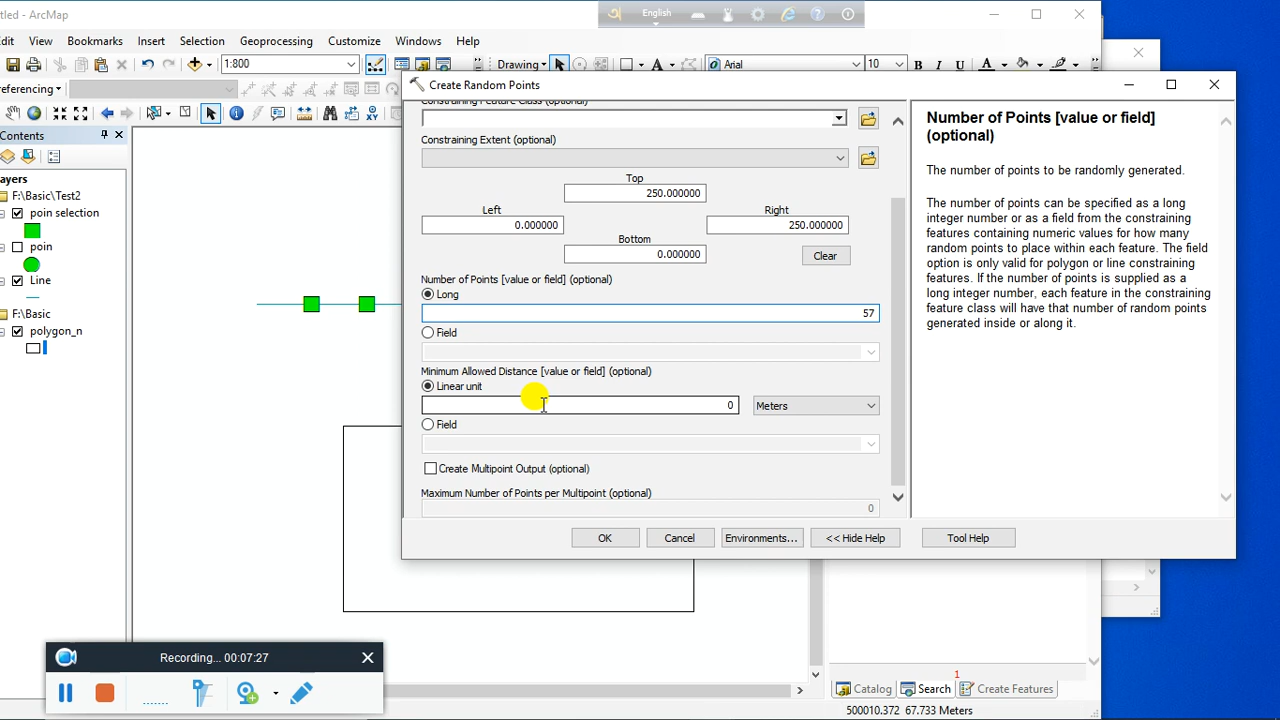 ntitled - ArcMap
English
Edit View Bookmarks Insert Selection Geoprocessing Customize Windows Help
1:800
Drawing
Arial
10
B I U A
eferencing
Create Random Points
Contents
ayers
F:\Basic\Test2
poin selection
poin
Line
F:\Basic
polygon_n
Constraining Feature Class (optional)
Constraining Extent (optional)
Top
250.000000
Left
Right
0.000000
250.000000
Bottom
0.000000
Clear
Number of Points [value or field] (optional)
Long
57
Field
Minimum Allowed Distance [value or field] (optional)
Linear unit
0
Meters
Field
Create Multipoint Output (optional)
Maximum Number of Points per Multipoint (optional)
0
OK
Cancel
Environments...
<< Hide Help
Tool Help
Number of Points [value or field]
(optional)
The number of points to be randomly generated.
The number of points can be specified as a long
integer number or as a field from the constraining
features containing numeric values for how many
random points to place within each feature. The field
option is only valid for polygon or line constraining
features. If the number of points is supplied as a
long integer number, each feature in the constraining
feature class will have that number of random points
generated inside or along it.
Recording... 00:07:27
1
Catalog
Search
Create Features
500010.372 67.733 Meters